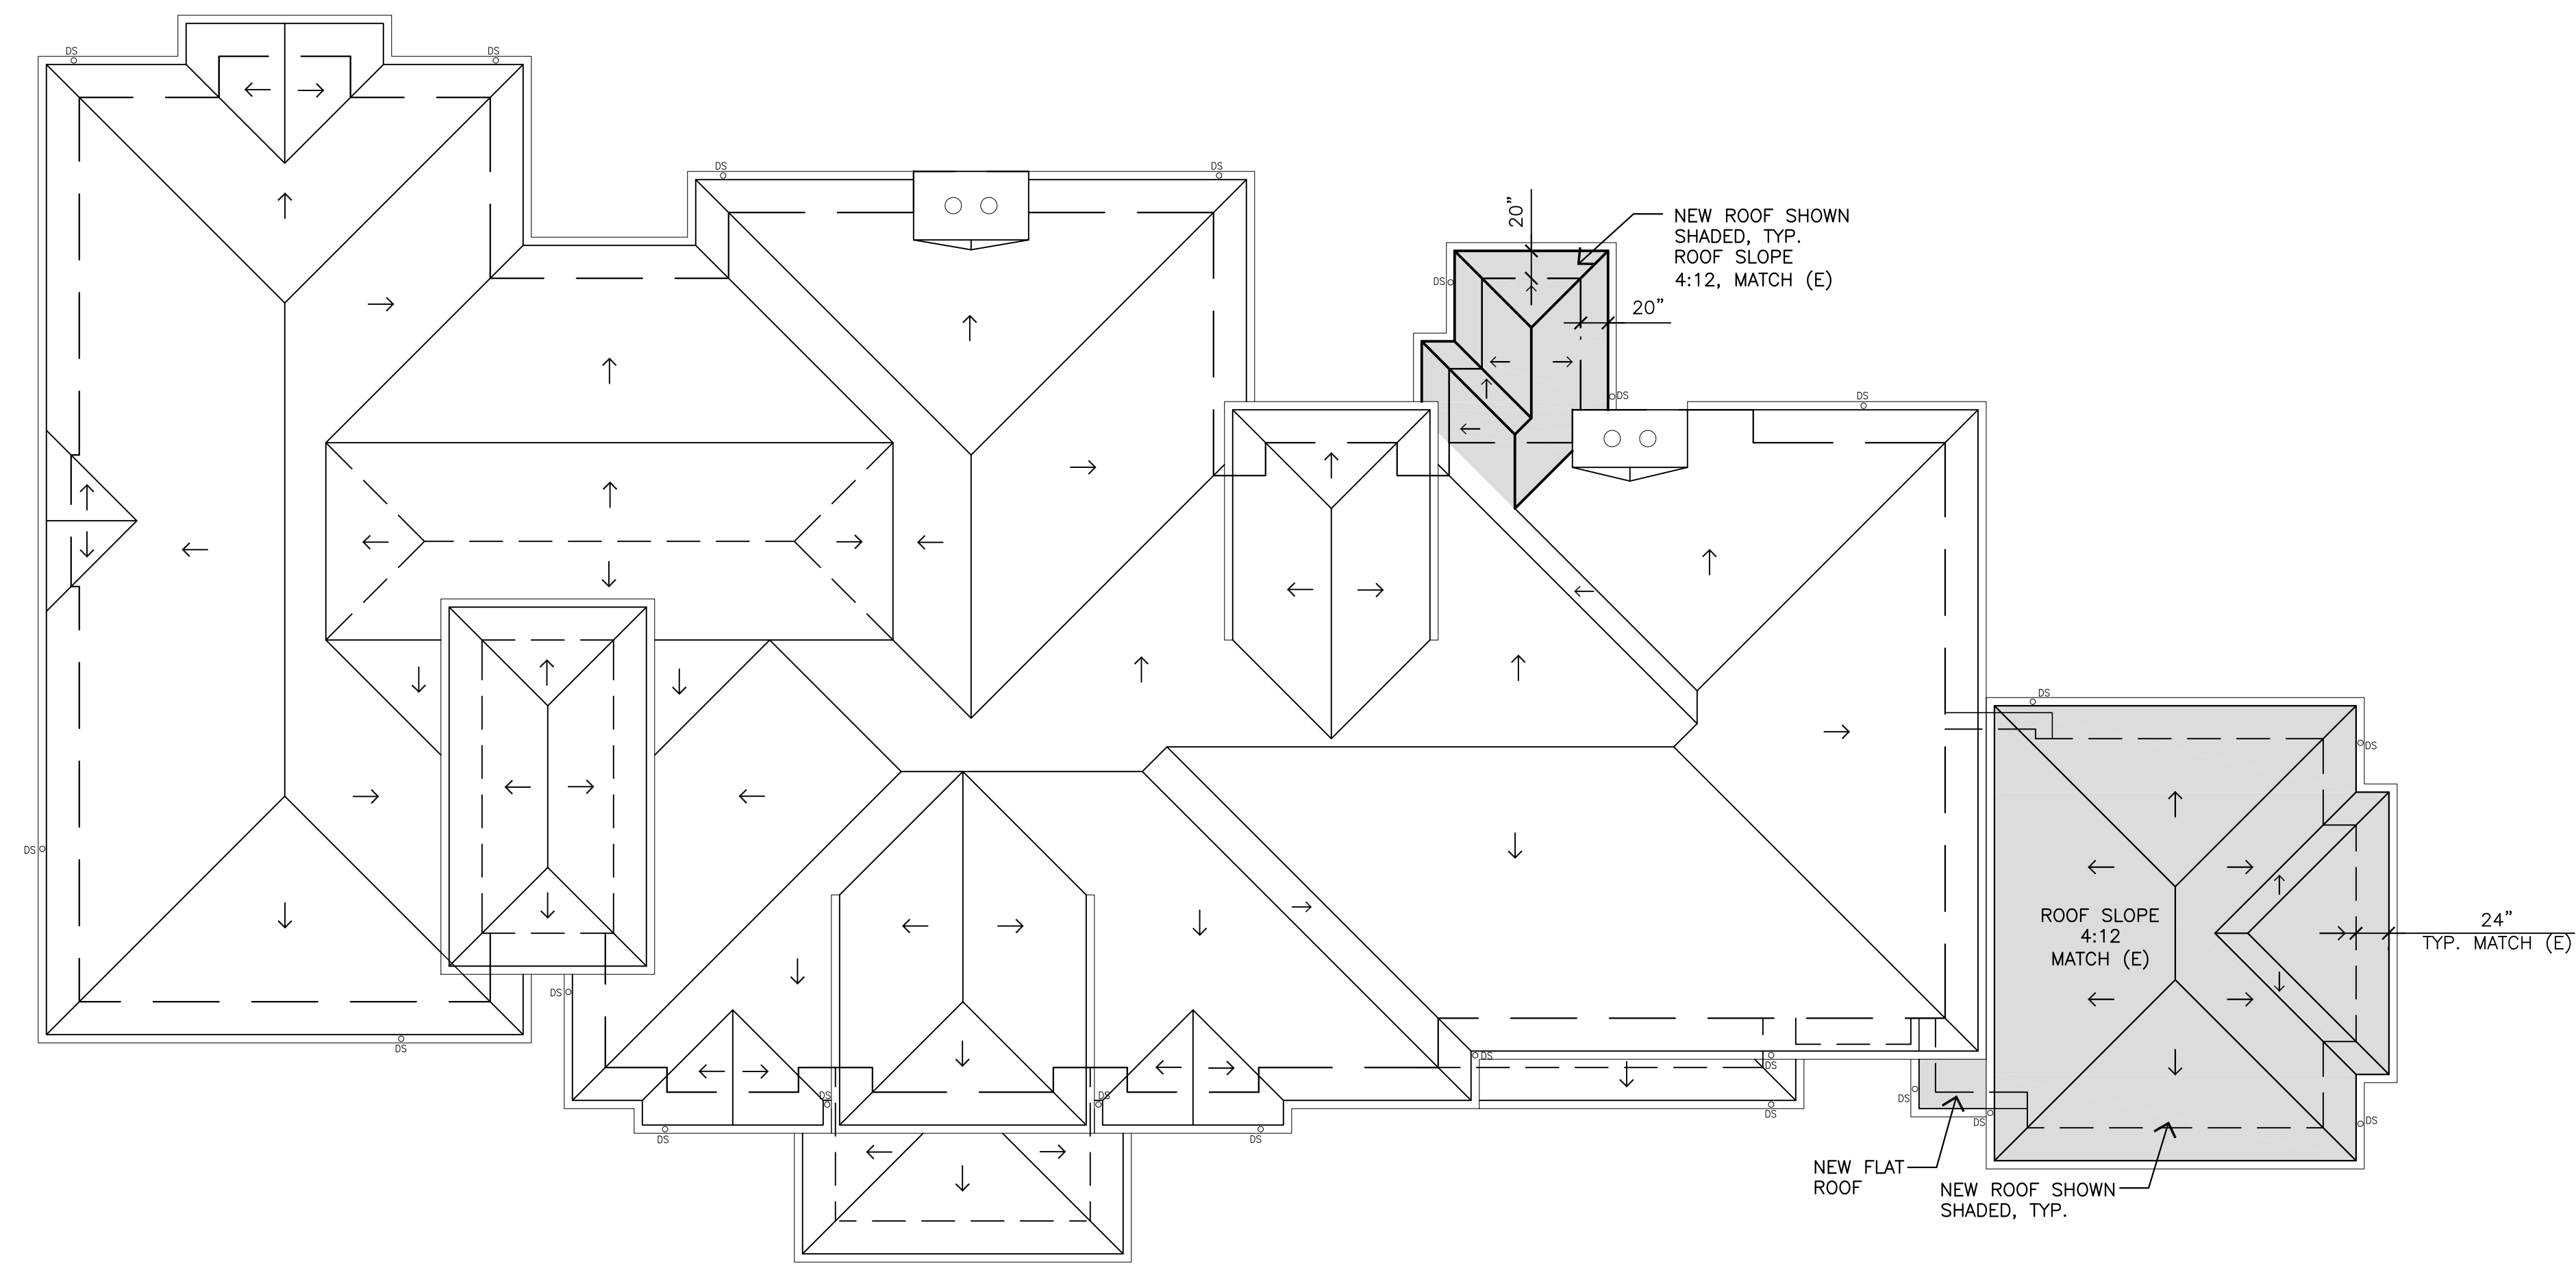 DS
DS
DS
DS
20"
NEW ROOF SHOWN
SHADED, TYP.
ROOF SLOPE
4:12, MATCH (E)
DS
20"
DS
DS
DS
DS
DS
ROOF SLOPE
4:12
MATCH (E)
24"
TYP. MATCH (E)
DS
DS
DS
DS
DS
DS
DS
DS
DS
DS
DS
DS
NEW FLAT
ROOF
NEW ROOF SHOWN
SHADED, TYP.